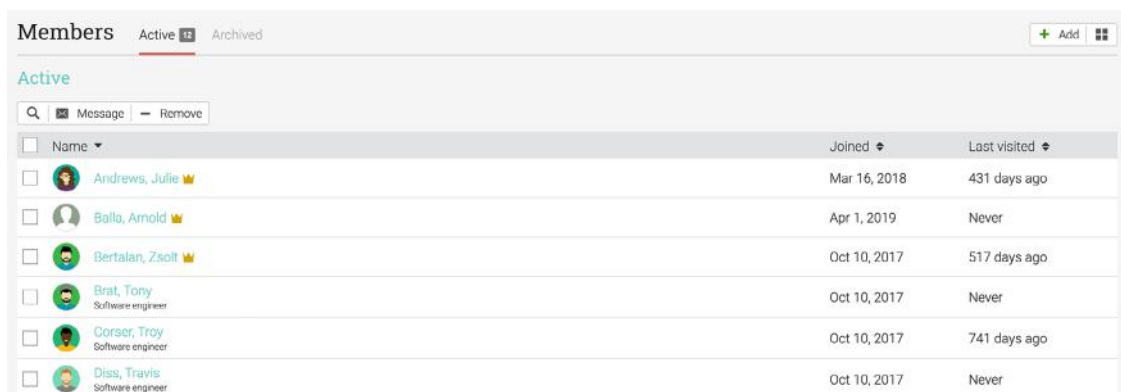 Members Active 12 Archived + Add
Active
Message − Remove
Name Joined Last visited
Andrews, Julie Mar 16, 2018 431 days ago
Balla, Arnold Apr 1, 2019 Never
Bertalan, Zsolt Oct 10, 2017 517 days ago
Brat, Tony Oct 10, 2017 Never
Software engineer
Corser, Troy Oct 10, 2017 741 days ago
Software engineer
Diss, Travis Oct 10, 2017 Never
Software engineer